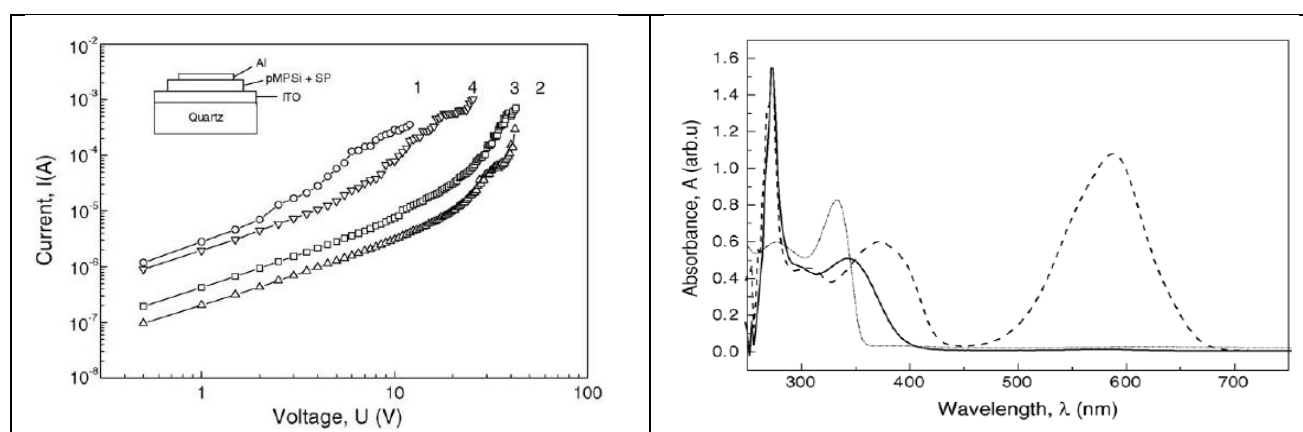 10⁻²
10⁻³
10⁻⁴
10⁻⁵
10⁻⁶
10⁻⁷
10⁻⁸
Current, I(A)
Al
pMPSi + SP
ITO
Quartz
1 4 3 2
1 10 100
Voltage, U (V)
1.6
1.4
1.2
1.0
0.8
0.6
0.4
0.2
0.0
Absorbance, A (arb.u)
300 400 500 600 700
Wavelength, λ (nm)